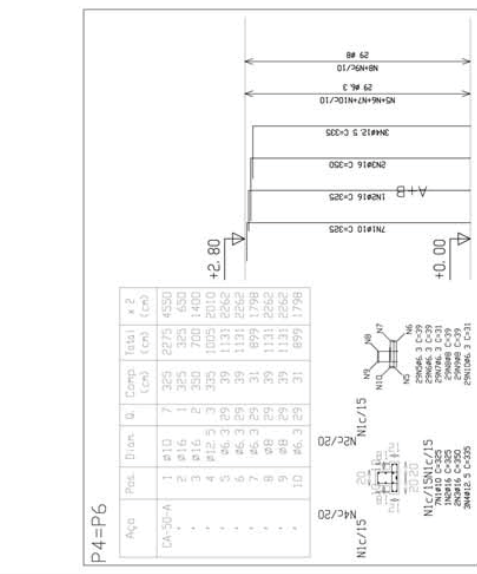 P4=P6
Aço Pos. Diam. Q. Comp Total x 2
(cm) (cm) (cm)
CA-50-A 1 ø10 7 325 2275 4550
2 ø16 1 325 325 650
3 ø16 2 350 700 1400
4 ø12.5 3 335 1005 2010
5 ø6.3 29 39 1131 2262
6 ø6.3 29 39 1131 2262
7 ø6.3 29 31 899 1798
8 ø8 29 39 1131 2262
9 ø8 29 39 1131 2262
10 ø6.3 29 31 899 1798
+2.80
+0.00
29 ø8
N8+N9c/10
29 ø6.3
N5+N6+N7+N10c/10
3N4ø12.5 C=335
2N3ø16 C=350
A+B
1N2ø16 C=325
7N1ø10 C=325
N4c/20
N2c/20
N1c/15
N1c/15
20
2020
N1c/15N1c/15
7N1ø10 C=325
1N2ø16 C=325
2N3ø16 C=350
3N4ø12.5 C=335
N9
N8
N7
N10
N6
N5
29N5ø6.3 C=39
29N6ø6.3 C=39
29N7ø6.3 C=31
29N8ø8 C=39
29N9ø8 C=39
29N10ø6.3 C=31